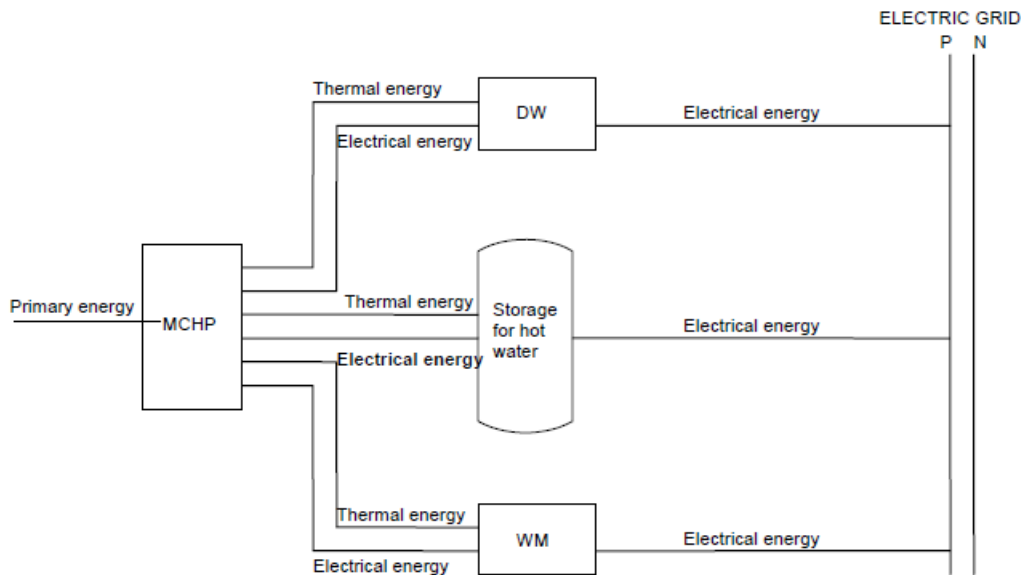 ELECTRIC GRID
P N
Thermal energy
DW
Electrical energy
Electrical energy
Primary energy
MCHP
Thermal energy
Storage
for hot
water
Electrical energy
Electrical energy
Thermal energy
WM
Electrical energy
Electrical energy